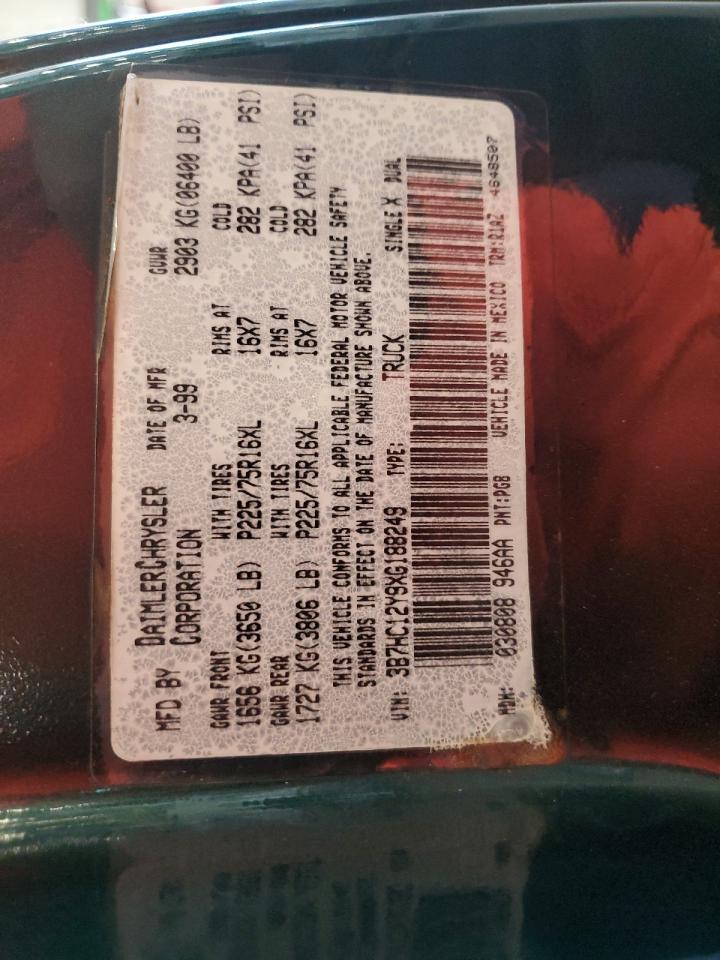 MFD BY DAIMLERCHRYSLER CORPORATION DATE OF MFR 3-99 GVWR 2903 KG(06400 LB)
GAWR FRONT WITH TIRES RIMS AT COLD
1656 KG(3650 LB) P225/75R16XL 16X7 282 KPA(41 PSI)
GAWR REAR WITH TIRES RIMS AT COLD
1727 KG(3806 LB) P225/75R16XL 16X7 282 KPA(41 PSI)
THIS VEHICLE CONFORMS TO ALL APPLICABLE FEDERAL MOTOR VEHICLE SAFETY
STANDARDS IN EFFECT ON THE DATE OF MANUFACTURE SHOWN ABOVE.
VIN: 3B7HC12Y9XG188249 TYPE: TRUCK SINGLE X DUAL
MDH: 030808 946AA PNT:PGB VEHICLE MADE IN MEXICO TRM:R1AZ 4648507